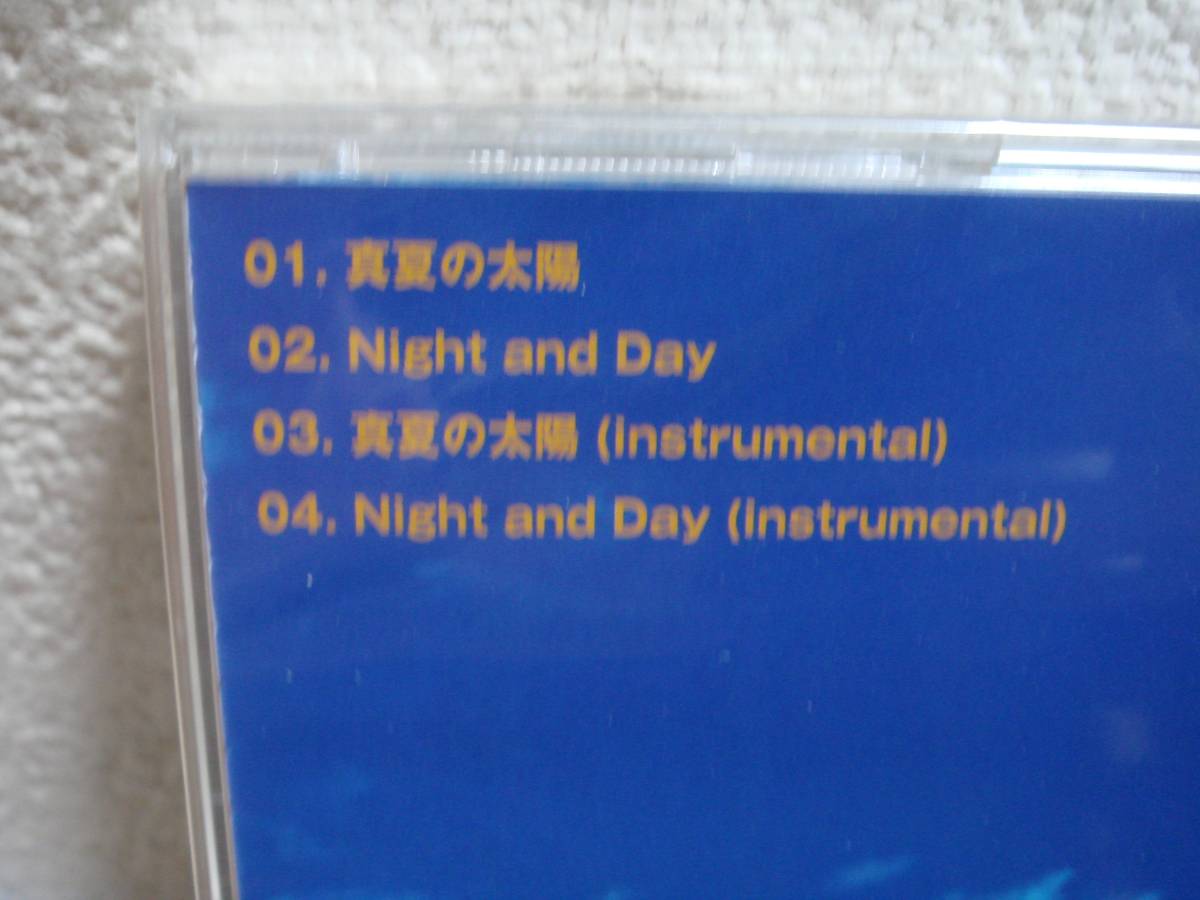 01. 真夏の太陽
02. Night and Day
03. 真夏の太陽 (instrumental)
04. Night and Day (instrumental)